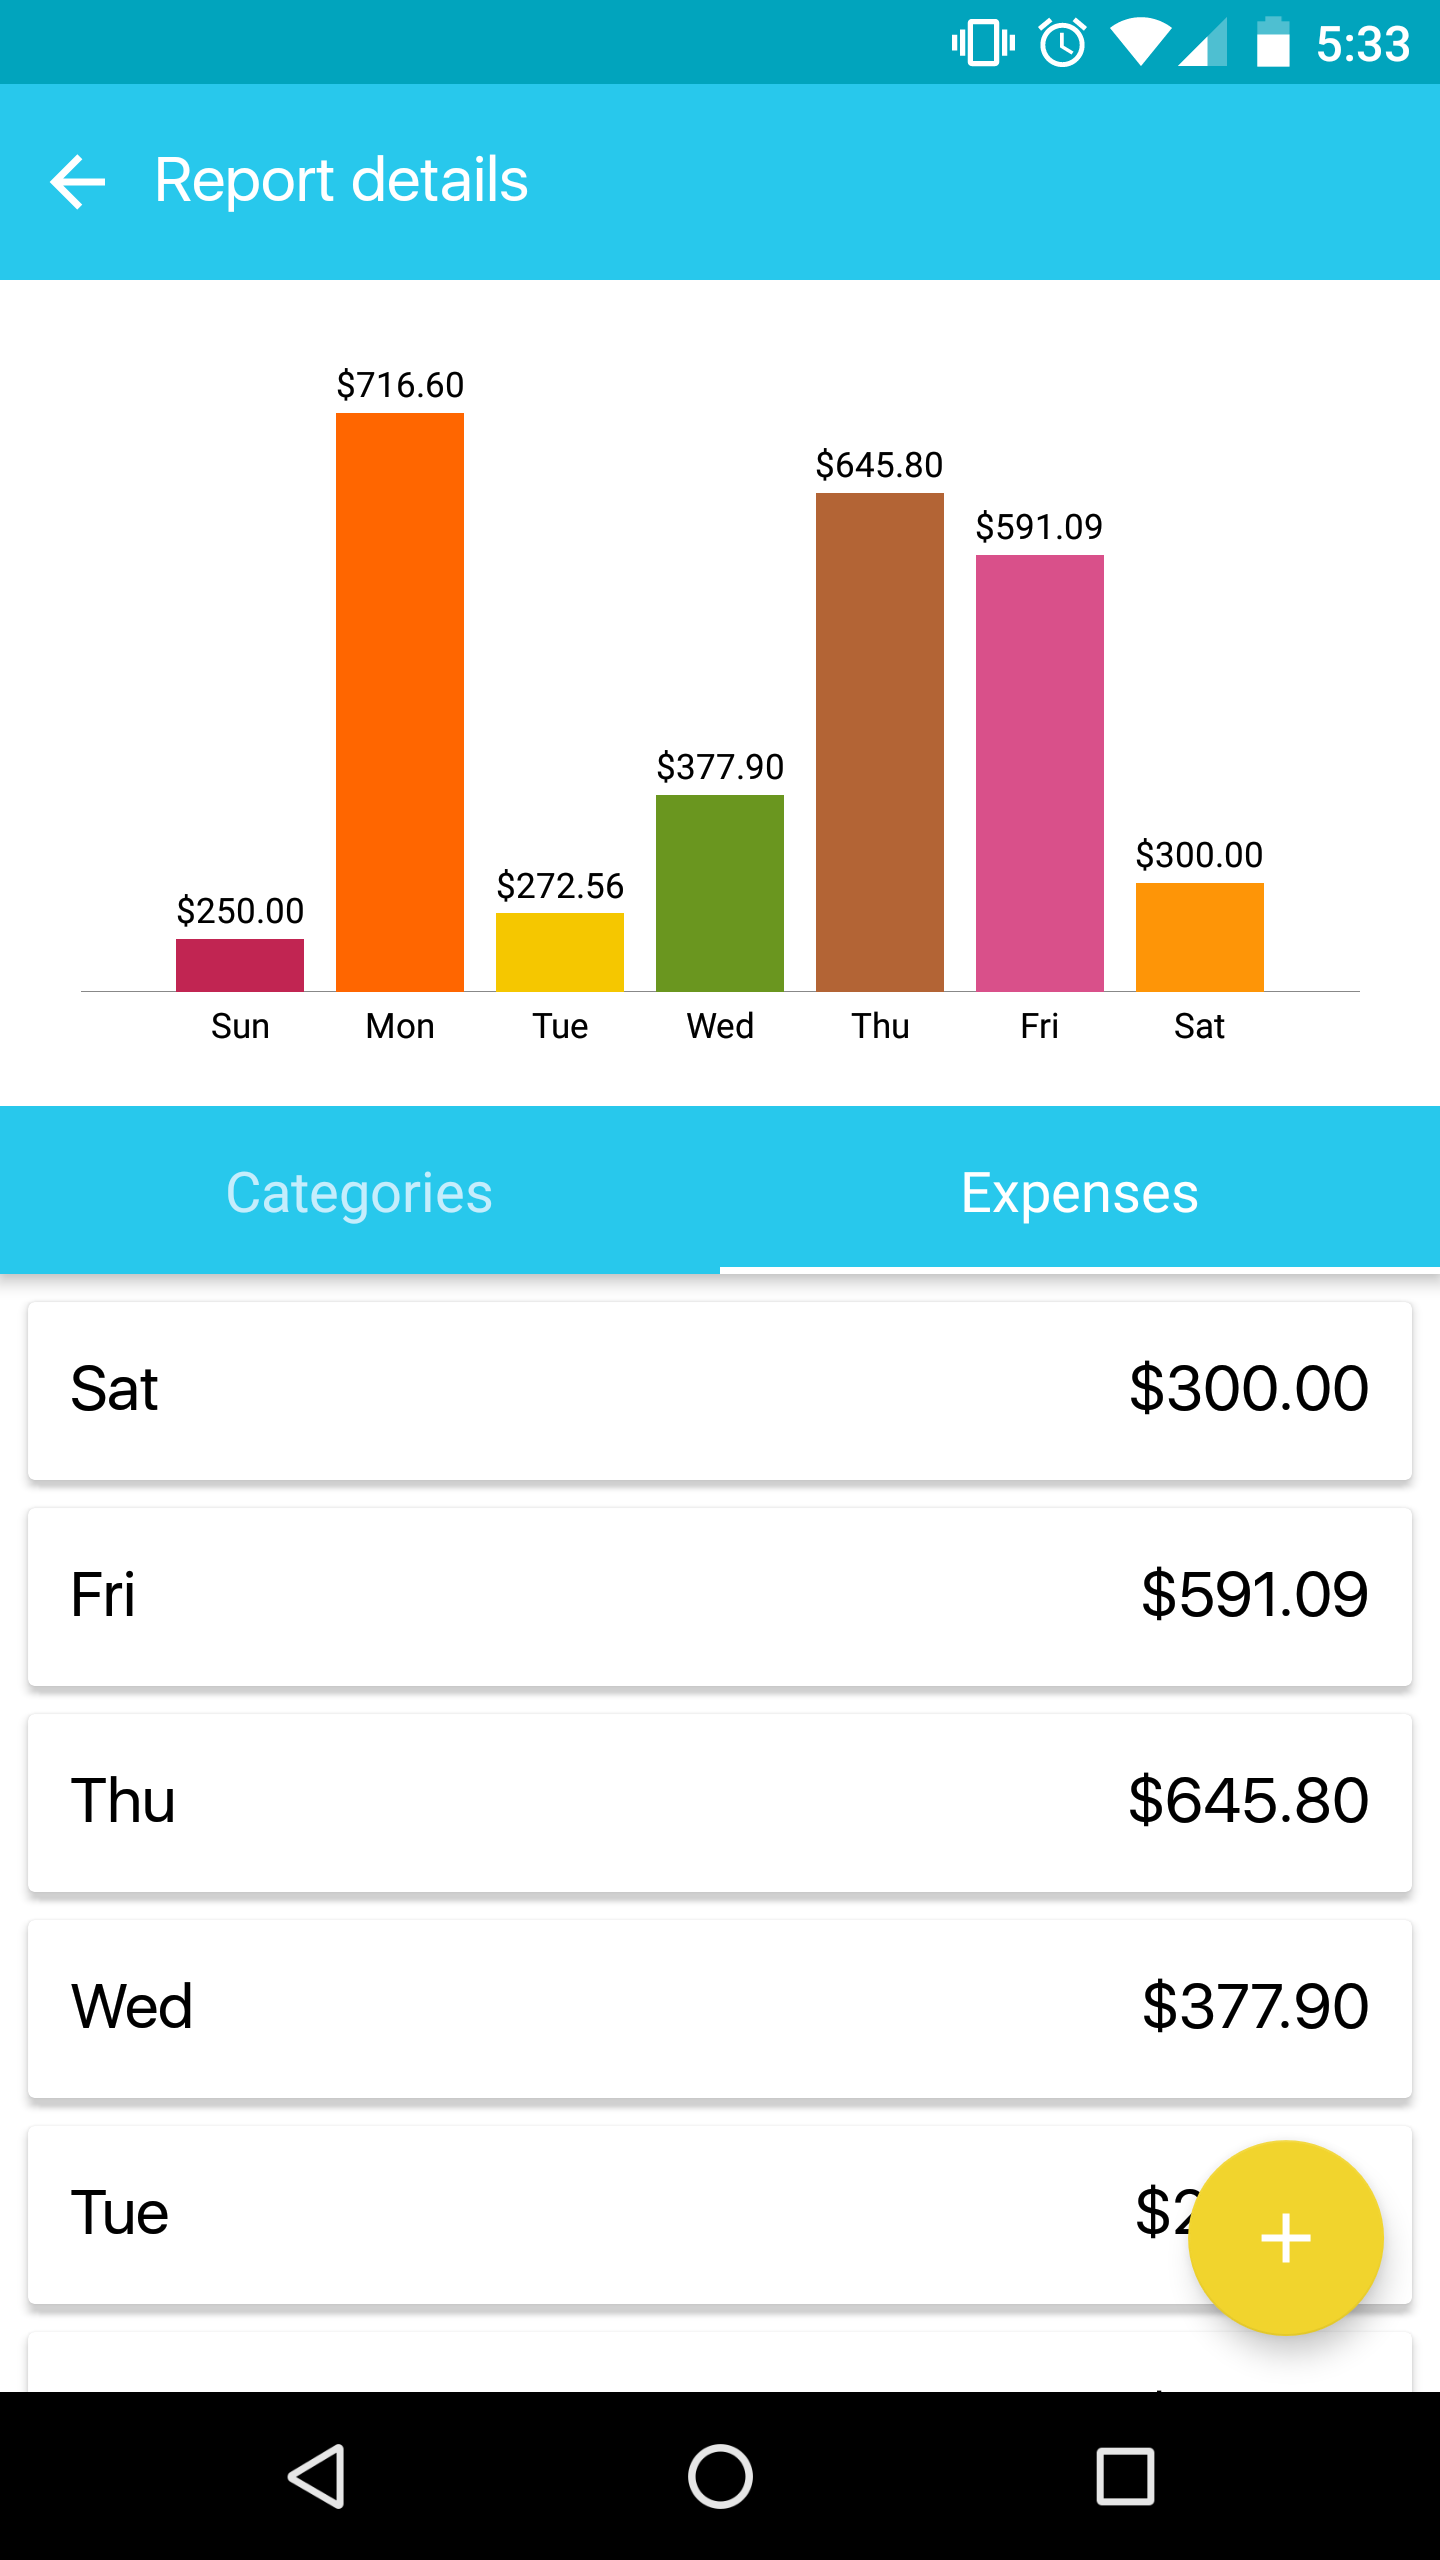 5:33
Report details
$716.60
$645.80
$591.09
$377.90
$300.00
$272.56
$250.00
Sun Mon Tue Wed Thu Fri Sat
Categories Expenses
Sat $300.00
Fri $591.09
Thu $645.80
Wed $377.90
Tue $2